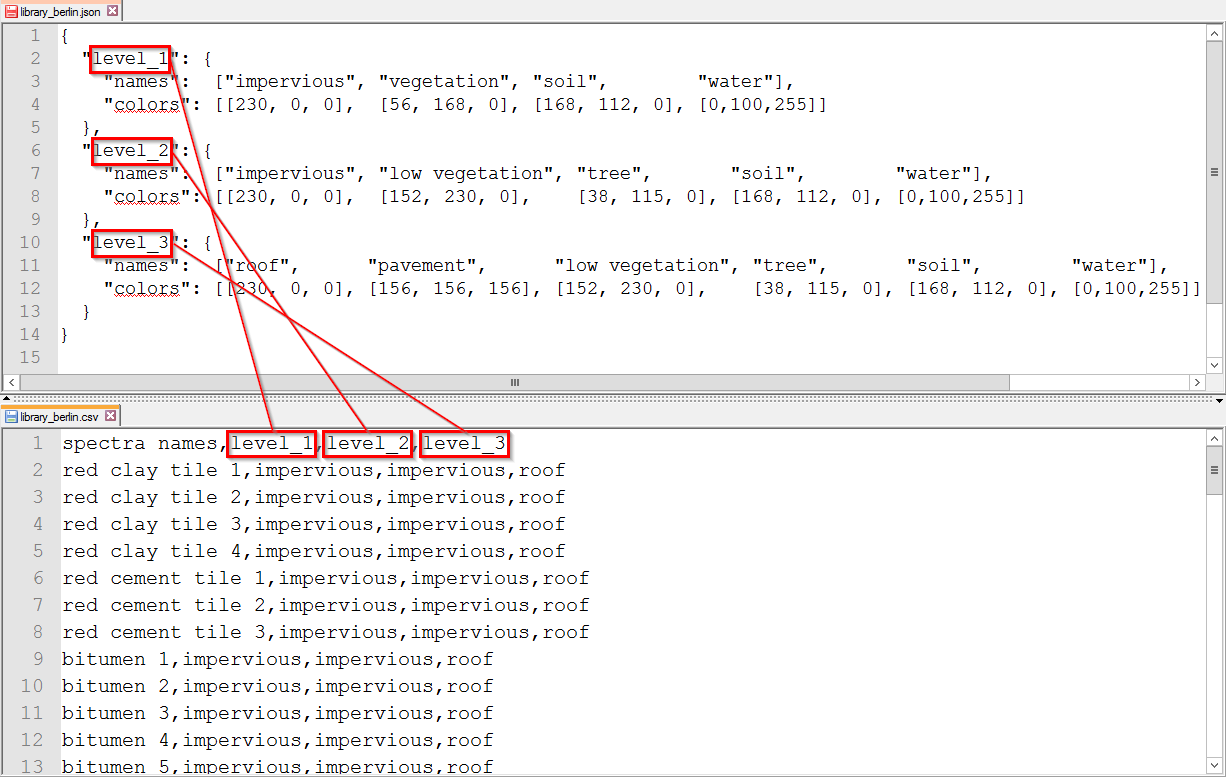 library_berlin.json
1 {
2 "level_1": {
3 "names": ["impervious", "vegetation", "soil", "water"],
4 "colors": [[230, 0, 0], [56, 168, 0], [168, 112, 0], [0,100,255]]
5 },
6 "level_2": {
7 "names": ["impervious", "low vegetation", "tree", "soil", "water"],
8 "colors": [[230, 0, 0], [152, 230, 0], [38, 115, 0], [168, 112, 0], [0,100,255]]
9 },
10 "level_3": {
11 "names": ["roof", "pavement", "low vegetation", "tree", "soil", "water"],
12 "colors": [[230, 0, 0], [156, 156, 156], [152, 230, 0], [38, 115, 0], [168, 112, 0], [0,100,255]]
13 }
14 }
15
library_berlin.csv
1 spectra names,level_1,level_2,level_3
2 red clay tile 1,impervious,impervious,roof
3 red clay tile 2,impervious,impervious,roof
4 red clay tile 3,impervious,impervious,roof
5 red clay tile 4,impervious,impervious,roof
6 red cement tile 1,impervious,impervious,roof
7 red cement tile 2,impervious,impervious,roof
8 red cement tile 3,impervious,impervious,roof
9 bitumen 1,impervious,impervious,roof
10 bitumen 2,impervious,impervious,roof
11 bitumen 3,impervious,impervious,roof
12 bitumen 4,impervious,impervious,roof
13 bitumen 5,impervious,impervious,roof